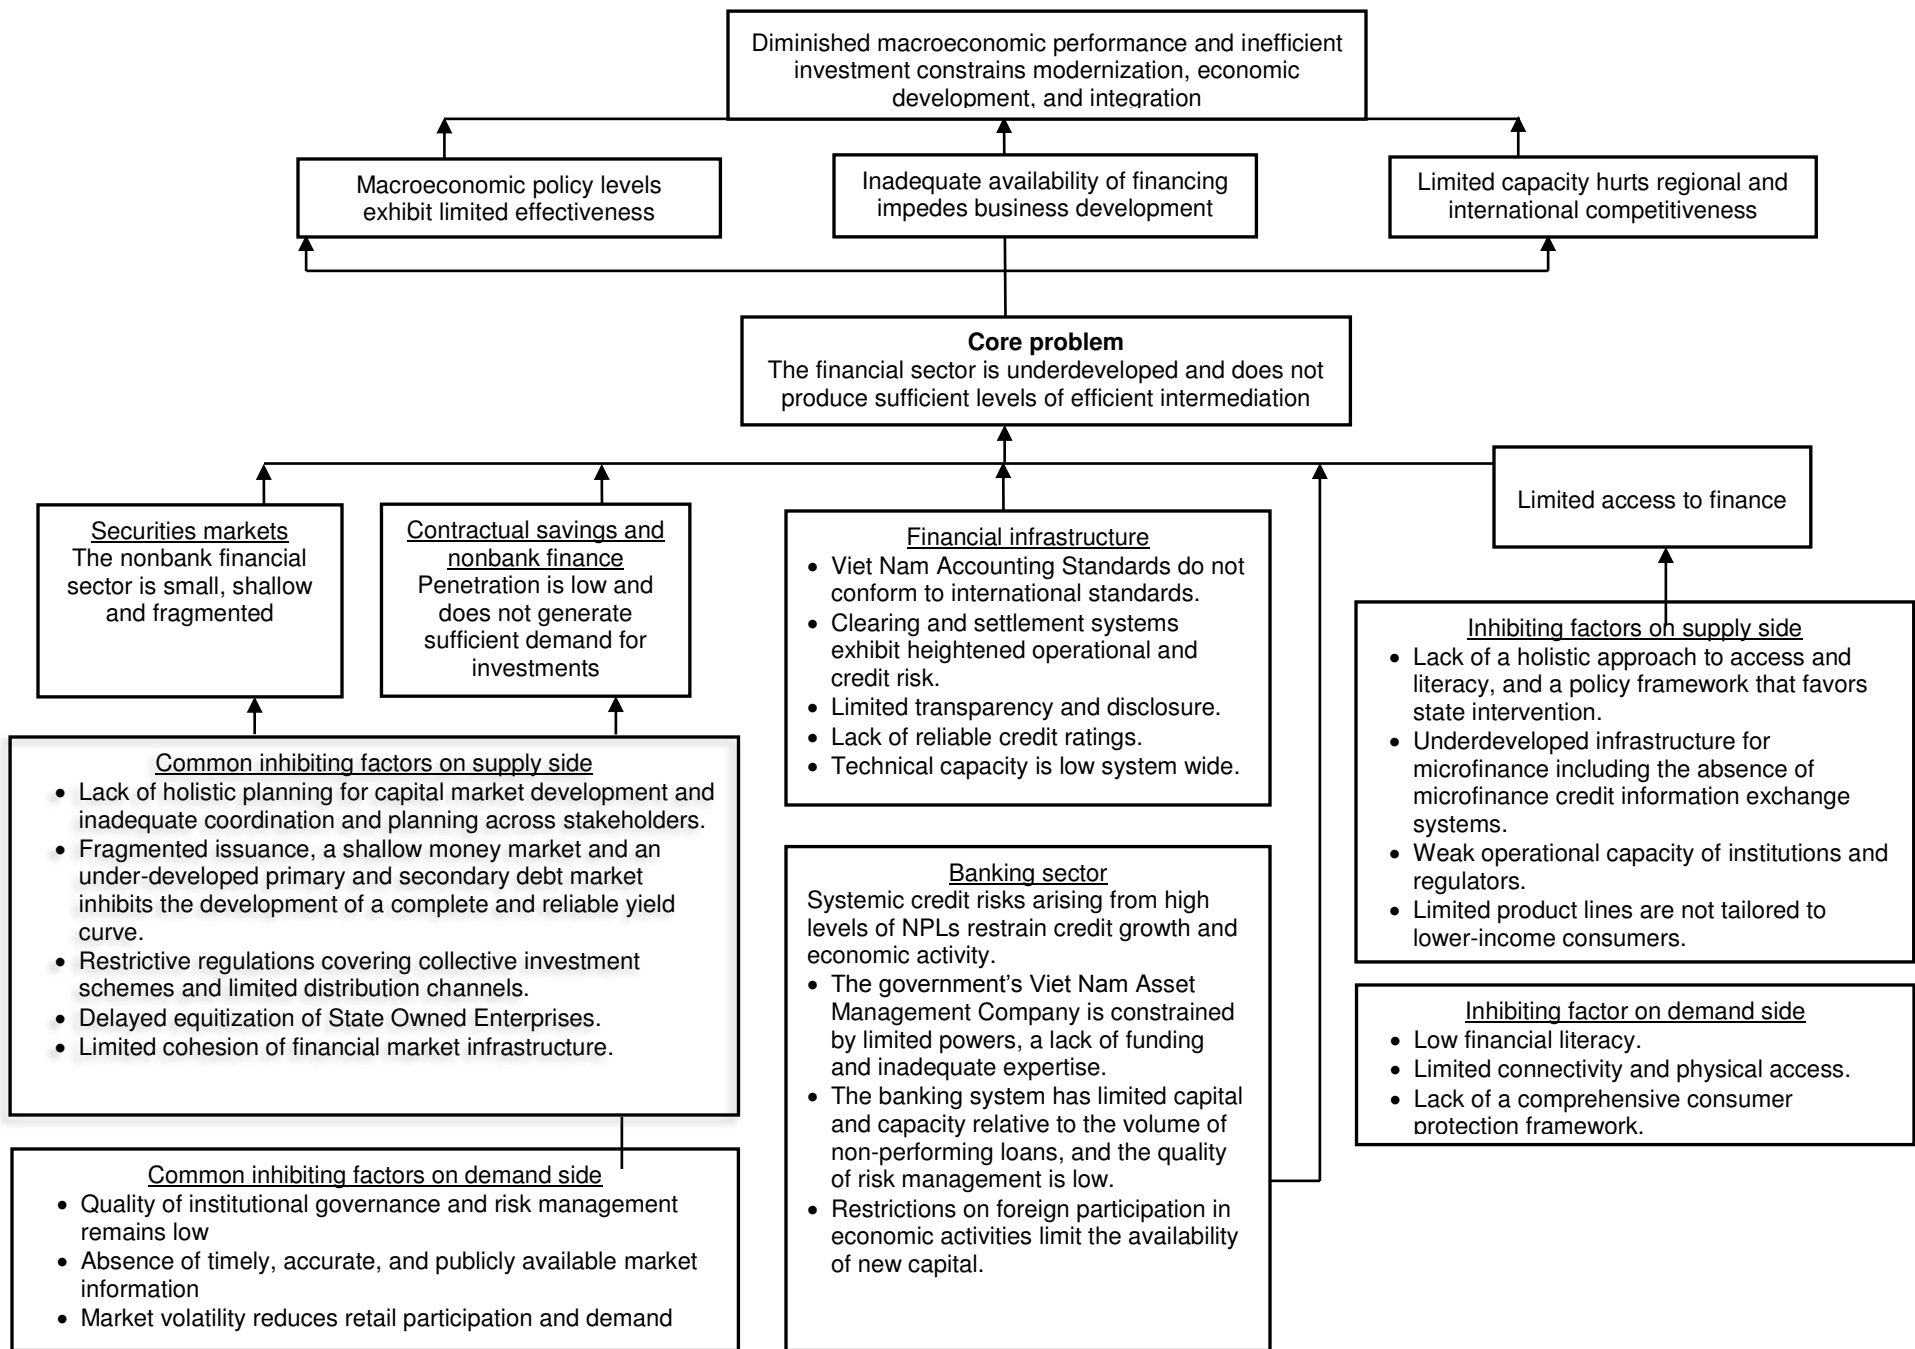 Diminished macroeconomic performance and inefficient
investment constrains modernization, economic
development, and integration
Macroeconomic policy levels
exhibit limited effectiveness
Inadequate availability of financing
impedes business development
Limited capacity hurts regional and
international competitiveness
Core problem
The financial sector is underdeveloped and does not
produce sufficient levels of efficient intermediation
Securities markets
The nonbank financial
sector is small, shallow
and fragmented
Contractual savings and
nonbank finance
Penetration is low and
does not generate
sufficient demand for
investments
Financial infrastructure
• Viet Nam Accounting Standards do not
conform to international standards.
• Clearing and settlement systems
exhibit heightened operational and
credit risk.
• Limited transparency and disclosure.
• Lack of reliable credit ratings.
• Technical capacity is low system wide.
Limited access to finance
Common inhibiting factors on supply side
• Lack of holistic planning for capital market development and
inadequate coordination and planning across stakeholders.
• Fragmented issuance, a shallow money market and an
under-developed primary and secondary debt market
inhibits the development of a complete and reliable yield
curve.
• Restrictive regulations covering collective investment
schemes and limited distribution channels.
• Delayed equitization of State Owned Enterprises.
• Limited cohesion of financial market infrastructure.
Common inhibiting factors on demand side
• Quality of institutional governance and risk management
remains low
• Absence of timely, accurate, and publicly available market
information
• Market volatility reduces retail participation and demand
Banking sector
Systemic credit risks arising from high
levels of NPLs restrain credit growth and
economic activity.
• The government's Viet Nam Asset
Management Company is constrained
by limited powers, a lack of funding
and inadequate expertise.
• The banking system has limited capital
and capacity relative to the volume of
non-performing loans, and the quality
of risk management is low.
• Restrictions on foreign participation in
economic activities limit the availability
of new capital.
Inhibiting factors on supply side
• Lack of a holistic approach to access and
literacy, and a policy framework that favors
state intervention.
• Underdeveloped infrastructure for
microfinance including the absence of
microfinance credit information exchange
systems.
• Weak operational capacity of institutions and
regulators.
• Limited product lines are not tailored to
lower-income consumers.
Inhibiting factor on demand side
• Low financial literacy.
• Limited connectivity and physical access.
• Lack of a comprehensive consumer
protection framework.